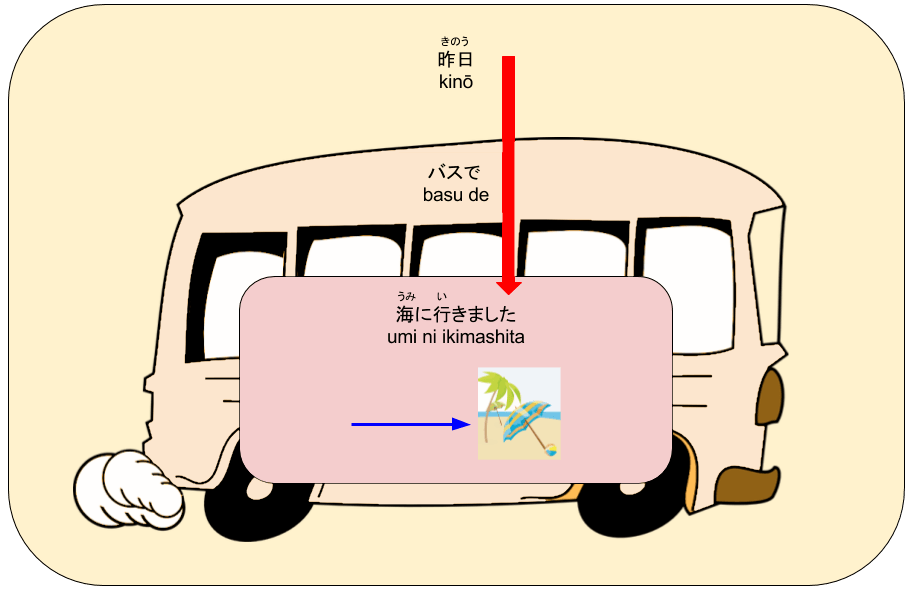 きのう
昨日
kinō
バスで
basu de
うみ い
海に行きました
umi ni ikimashita